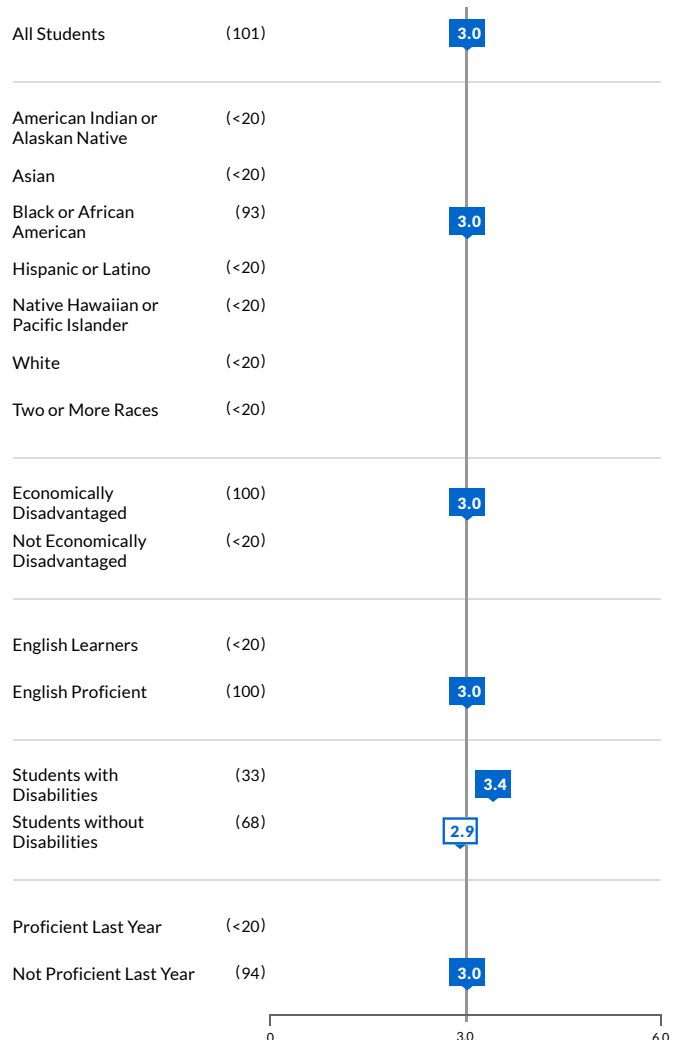 All Students (101) 3.0
American Indian or
Alaskan Native (<20)
Asian (<20)
Black or African
American (93) 3.0
Hispanic or Latino (<20)
Native Hawaiian or
Pacific Islander (<20)
White (<20)
Two or More Races (<20)
Economically
Disadvantaged (100) 3.0
Not Economically
Disadvantaged (<20)
English Learners (<20)
English Proficient (100) 3.0
Students with
Disabilities (33) 3.4
Students without
Disabilities (68) 2.9
Proficient Last Year (<20)
Not Proficient Last Year (94) 3.0
0 3.0 6.0